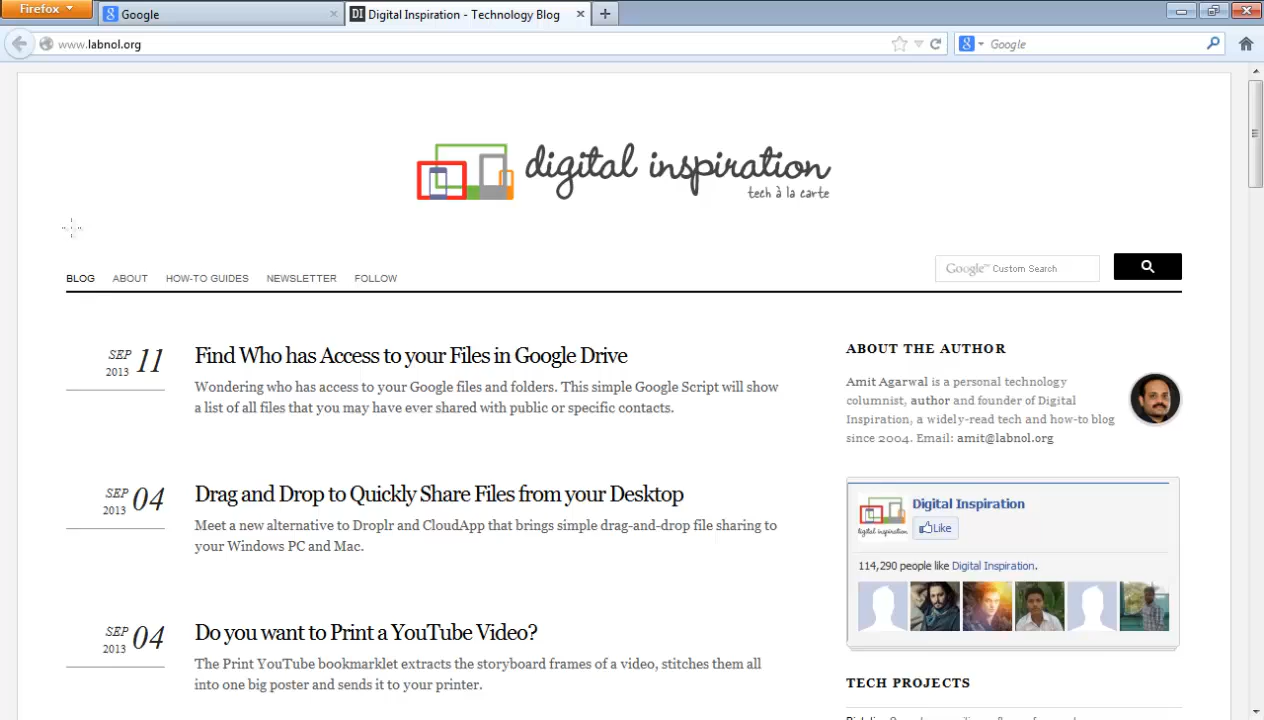 Firefox
Google
Digital Inspiration - Technology Blog
www.labnol.org
Google
digital inspiration
tech à la carte
BLOG ABOUT HOW-TO GUIDES NEWSLETTER FOLLOW
Google™ Custom Search
SEP 2013 11
Find Who has Access to your Files in Google Drive
Wondering who has access to your Google files and folders. This simple Google Script will show
a list of all files that you may have ever shared with public or specific contacts.
SEP 2013 04
Drag and Drop to Quickly Share Files from your Desktop
Meet a new alternative to Droplr and CloudApp that brings simple drag-and-drop file sharing to
your Windows PC and Mac.
SEP 2013 04
Do you want to Print a YouTube Video?
The Print YouTube bookmarklet extracts the storyboard frames of a video, stitches them all
into one big poster and sends it to your printer.
ABOUT THE AUTHOR
Amit Agarwal is a personal technology
columnist, author and founder of Digital
Inspiration, a widely-read tech and how-to blog
since 2004. Email: amit@labnol.org
digital inspiration
Digital Inspiration
Like
114,290 people like Digital Inspiration.
TECH PROJECTS